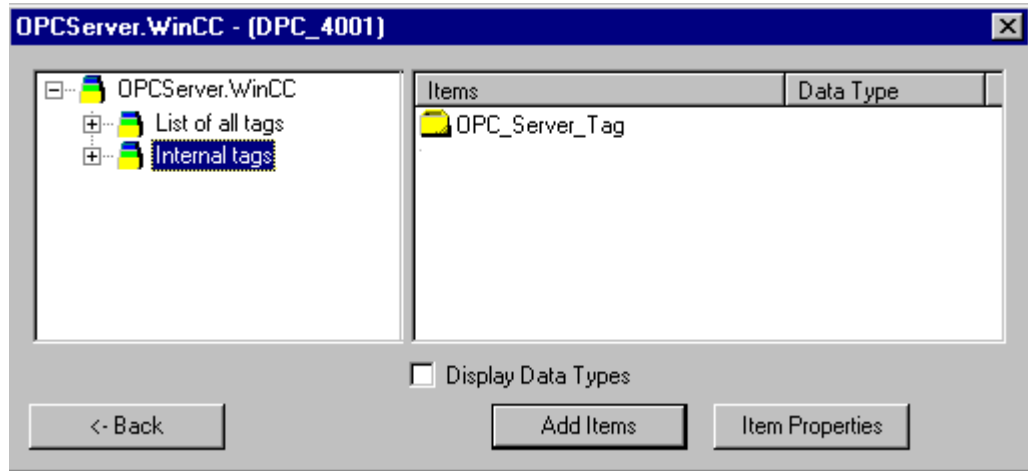 OPCServer.WinCC - (DPC_4001)
OPCServer.WinCC
List of all tags
Internal tags
Items Data Type
OPC_Server_Tag
Display Data Types
<- Back Add Items Item Properties